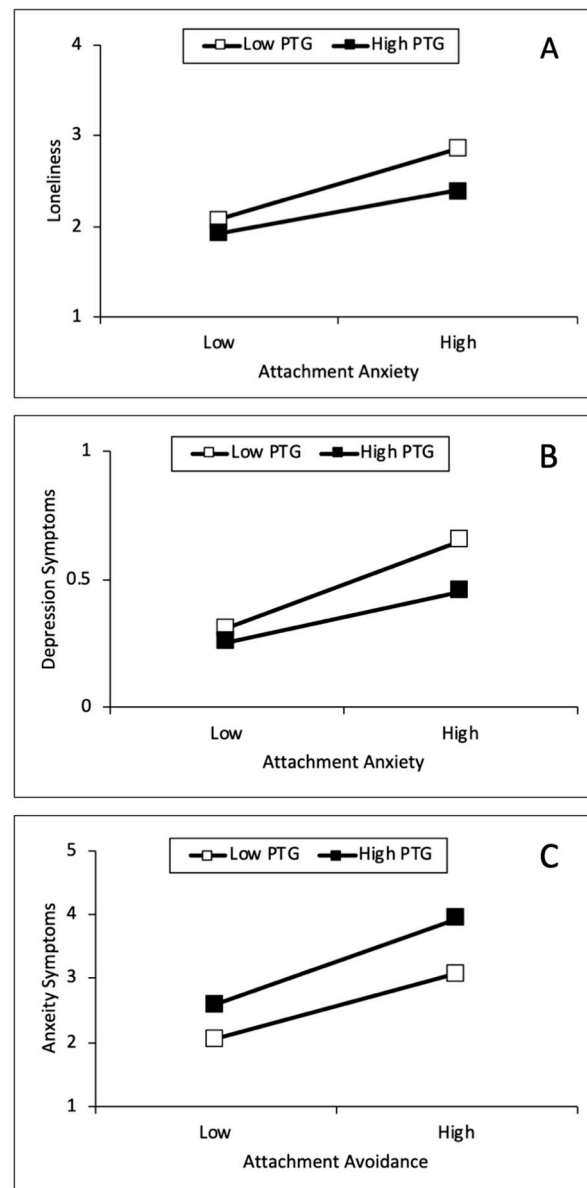 Low PTG High PTG
A
4
3
2
1
Loneliness
Low High
Attachment Anxiety
Low PTG High PTG
B
1
0.5
0
Depression Symptoms
Low High
Attachment Anxiety
Low PTG High PTG
C
5
4
3
2
1
Anxeity Symptoms
Low High
Attachment Avoidance